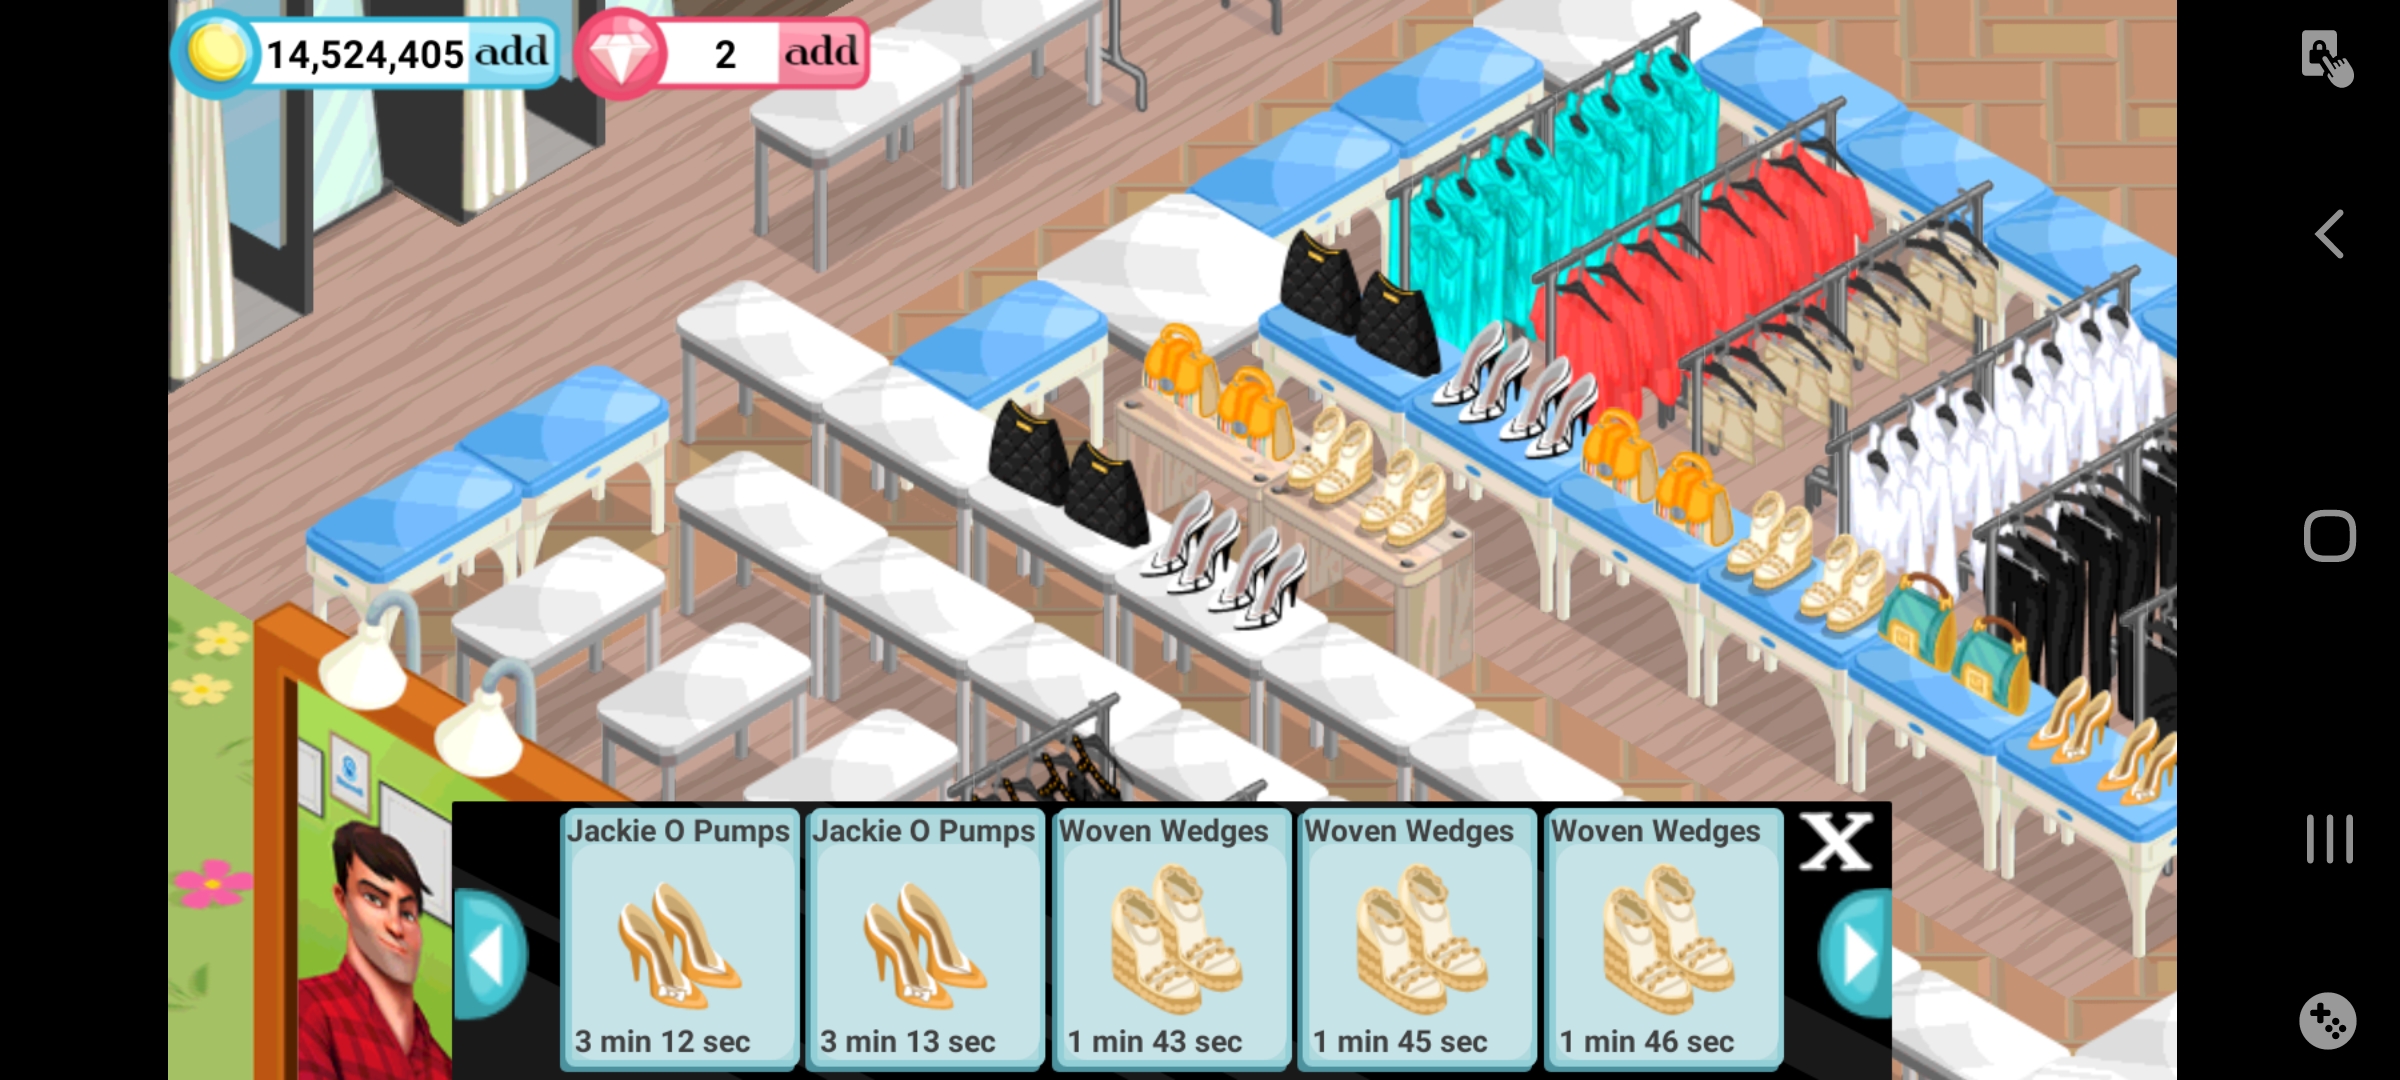 14,524,405 add
2 add
Jackie O Pumps
3 min 12 sec
Jackie O Pumps
3 min 13 sec
Woven Wedges
1 min 43 sec
Woven Wedges
1 min 45 sec
Woven Wedges
1 min 46 sec
X